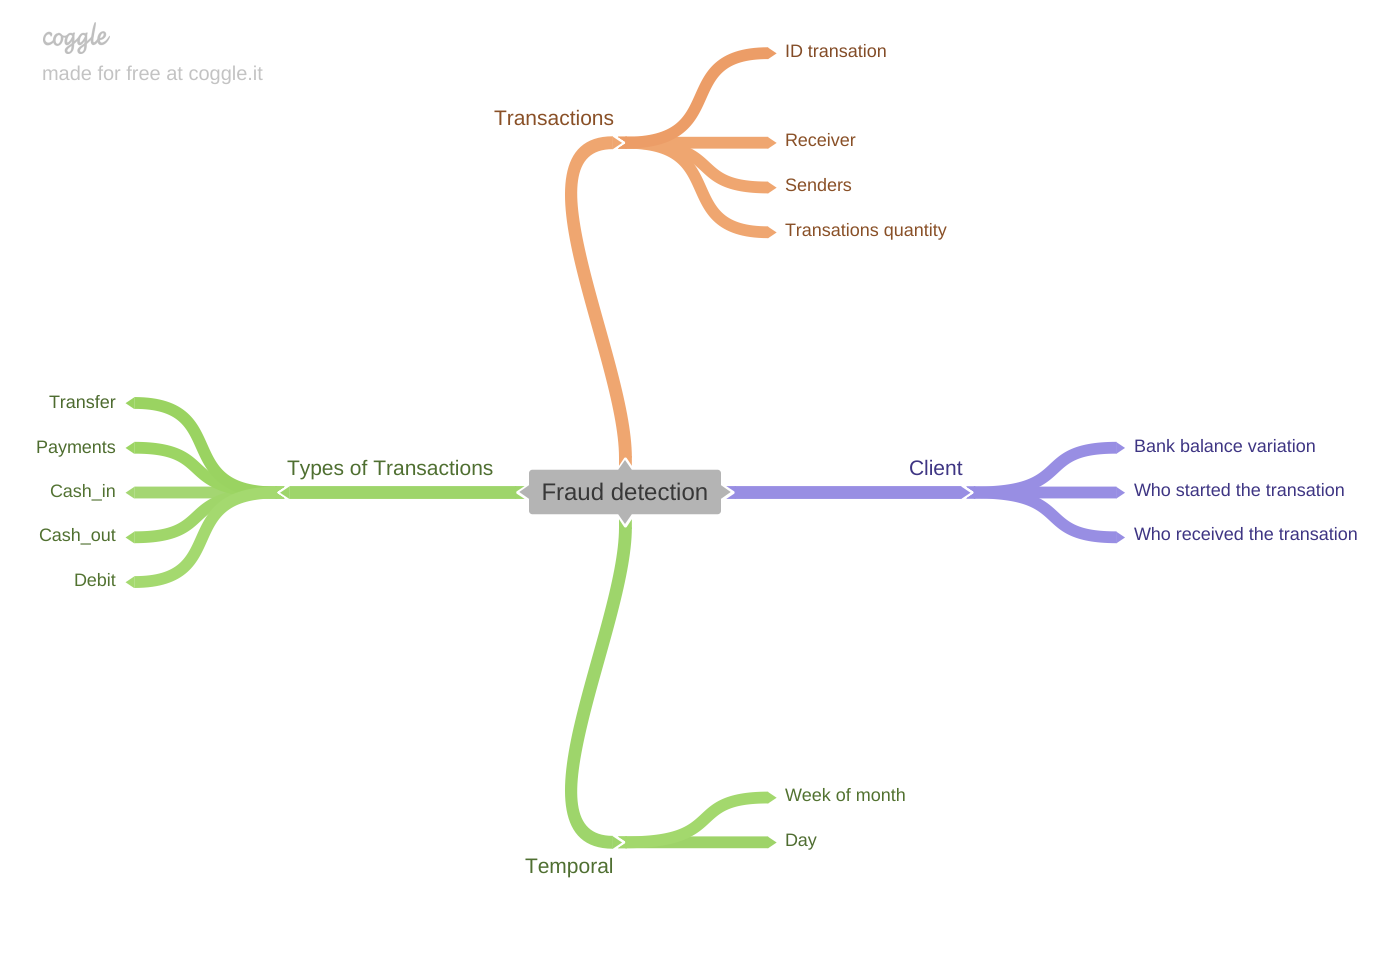 coggle
made for free at coggle.it
Transactions
ID transation
Receiver
Senders
Transations quantity
Types of Transactions
Transfer
Payments
Cash_in
Cash_out
Debit
Fraud detection
Client
Bank balance variation
Who started the transation
Who received the transation
Temporal
Week of month
Day